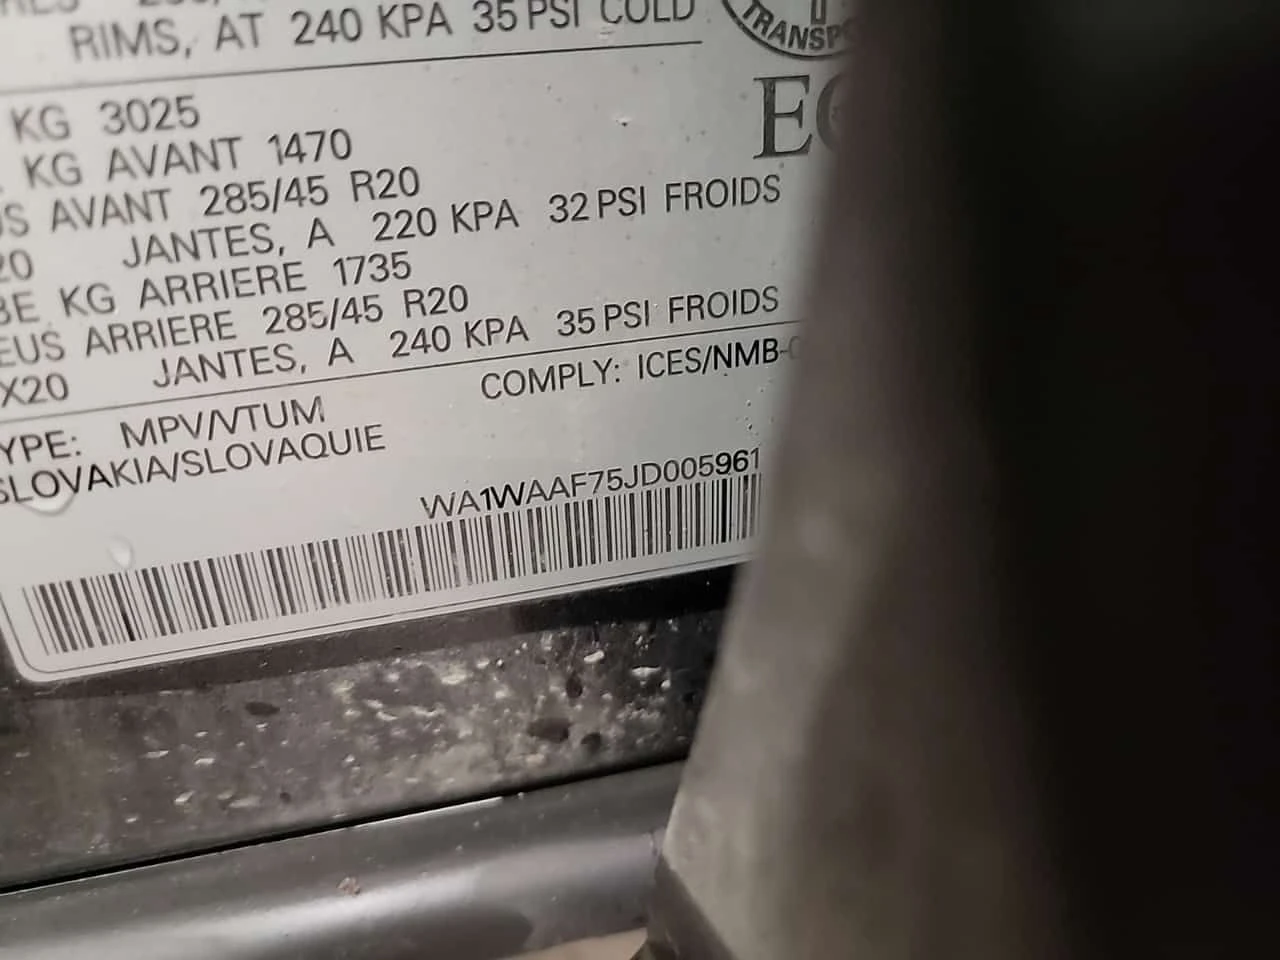 RIMS, AT 240 KPA 35 PSI COLD
TRANSP
KG 3025
KG AVANT 1470
AVANT 285/45 R20
JANTES, A 220 KPA 32 PSI FROIDS
KG ARRIERE 1735
ARRIERE 285/45 R20
X20 JANTES, A 240 KPA 35 PSI FROIDS
COMPLY: ICES/NMB-
YPE: MPV/VTUM
SLOVAKIA/SLOVAQUIE
WA1WAAF75JD005961